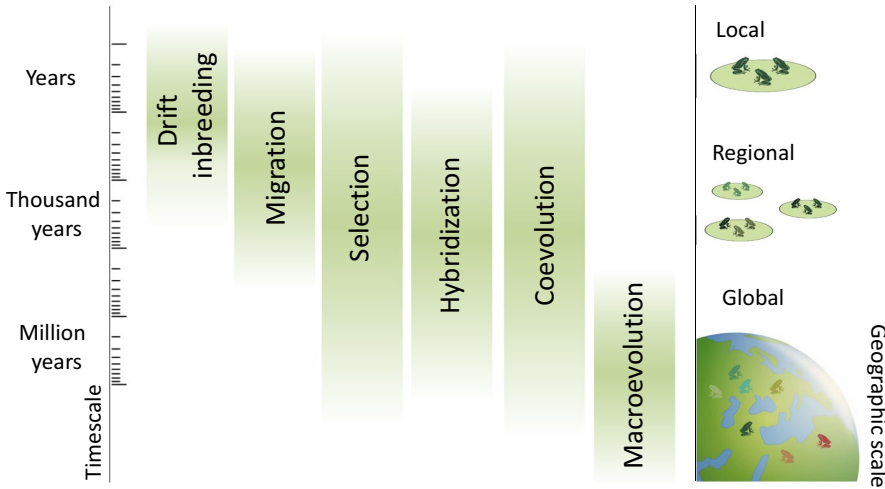 Years
Thousand
years
Million
years
Timescale
Drift
inbreeding
Migration
Selection
Hybridization
Coevolution
Macroevolution
Local
Regional
Global
Geographic scale